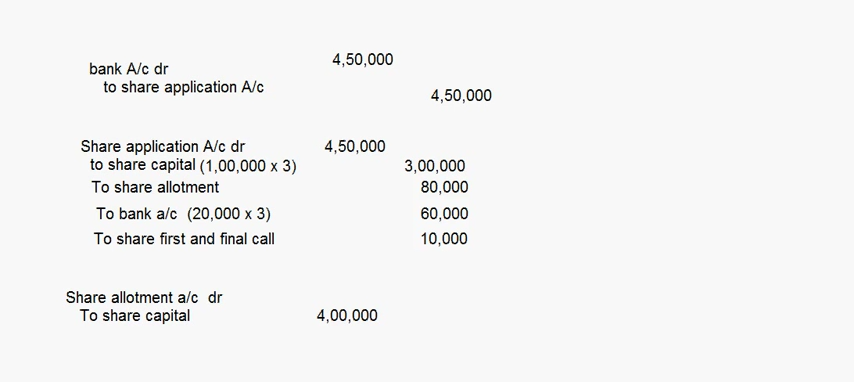 bank A/c dr 4,50,000
to share application A/c 4,50,000
Share application A/c dr 4,50,000
to share capital (1,00,000 x 3) 3,00,000
To share allotment 80,000
To bank a/c (20,000 x 3) 60,000
To share first and final call 10,000
Share allotment a/c dr
To share capital 4,00,000